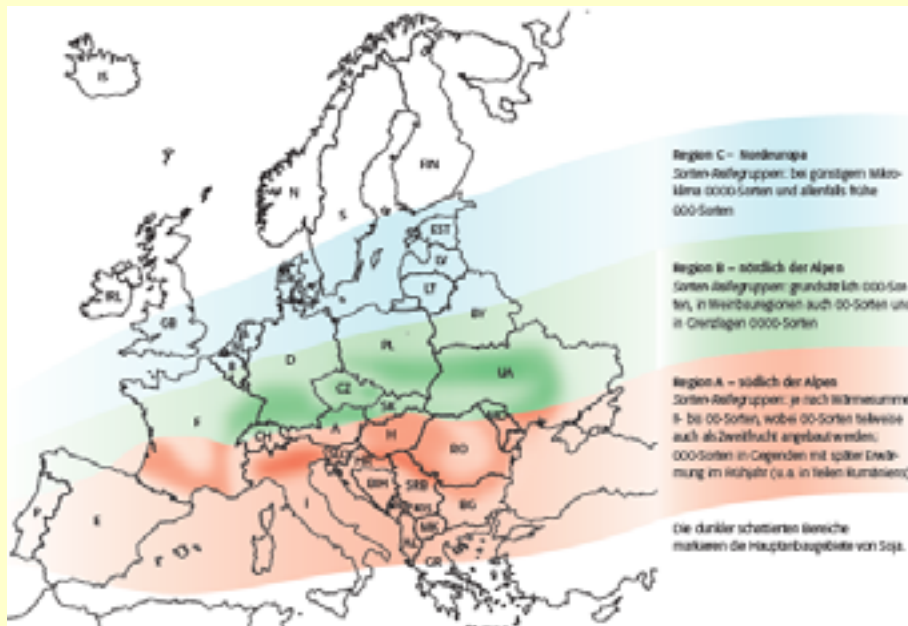 IS
FIN
N
S
EST
LV
LT
IRL
GB
BY
D
PL
B
CZ
UA
SK
F
CH
A
H
RO
BIH
SRB
I
BG
P
E
MK
AL
GR
Region C – Nordeuropa
Sorten-Reifegruppen: bei günstigem Mikro-
klima 0000-Sorten und allenfalls frühe
000-Sorten
Region B – nördlich der Alpen
Sorten-Reifegruppen: grundsätzlich 000-Sor-
ten, in Weinbauregionen auch 00-Sorten und
in Grenzlagen 0000-Sorten
Region A – südlich der Alpen
Sorten-Reifegruppen: je nach Wärmesumme
II- bis 00-Sorten, wobei 00-Sorten teilweise
auch als Zweitfrucht angebaut werden;
000-Sorten in Gegenden mit später Erwär-
mung im Frühjahr (u.a. in Teilen Rumäniens)
Die dunkler schattierten Bereiche
markieren die Hauptanbaugebiete von Soja.